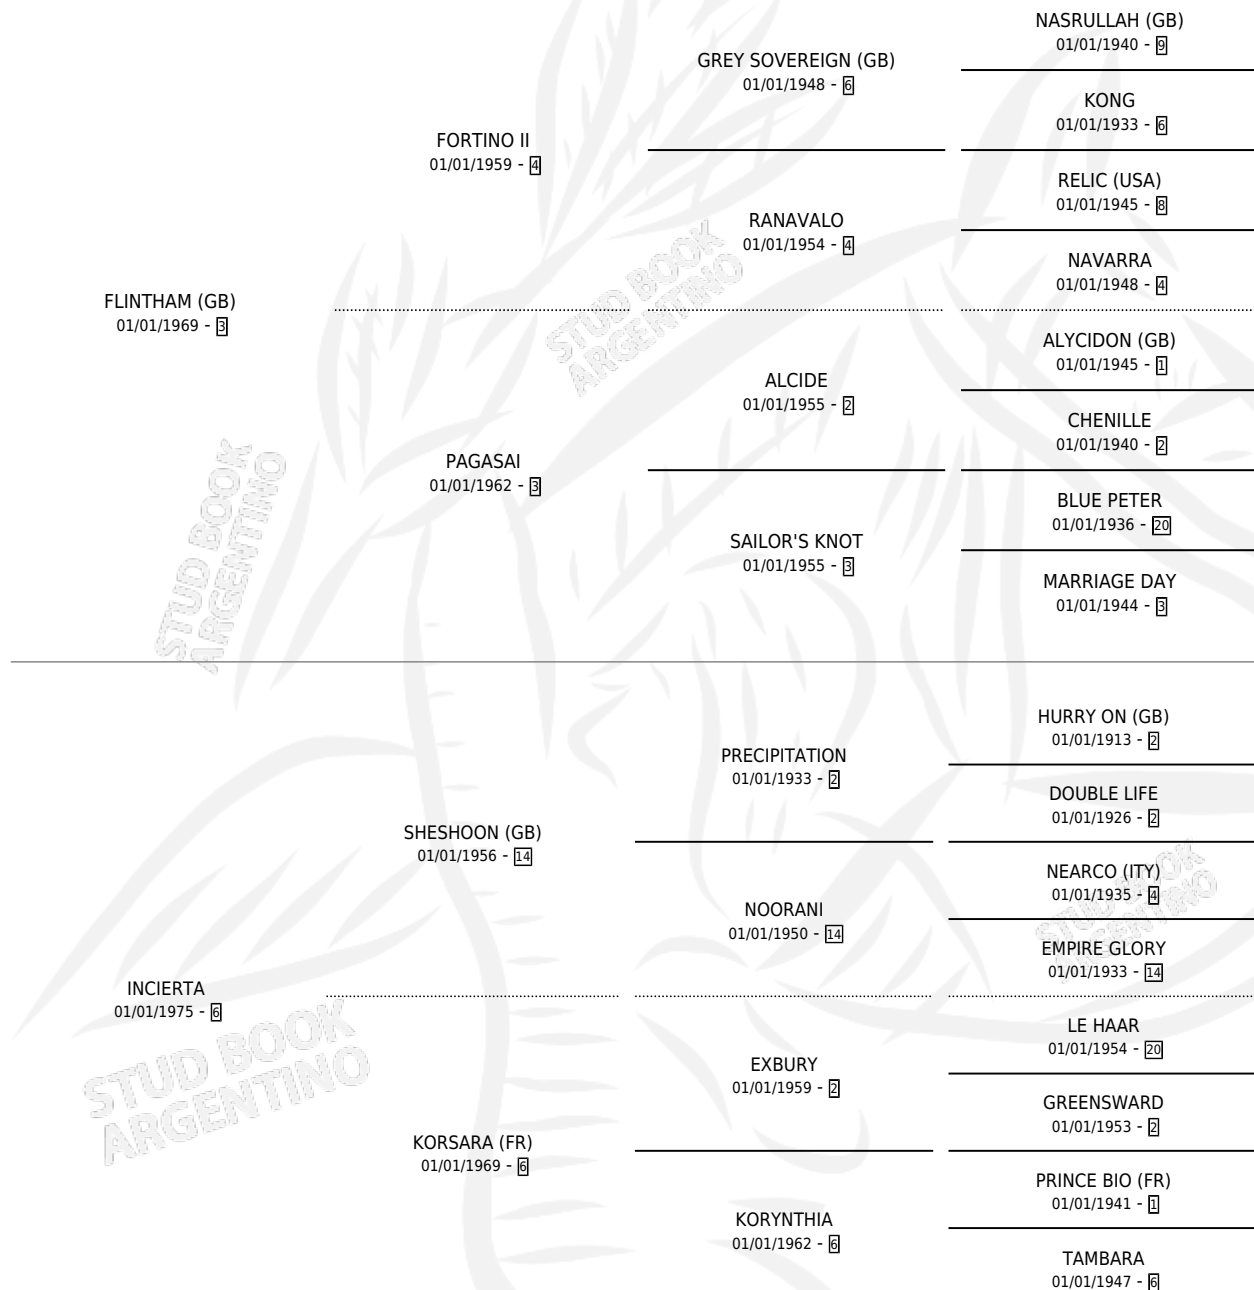 NASRULLAH (GB)
01/01/1940 - 9
GREY SOVEREIGN (GB)
01/01/1948 - 6
KONG
01/01/1933 - 6
FORTINO II
01/01/1959 - 4
RELIC (USA)
01/01/1945 - 8
RANAVALO
01/01/1954 - 4
NAVARRA
01/01/1948 - 4
FLINTHAM (GB)
01/01/1969 - 3
ALYCIDON (GB)
01/01/1945 - 1
ALCIDE
01/01/1955 - 2
CHENILLE
01/01/1940 - 2
PAGASAI
01/01/1962 - 3
BLUE PETER
01/01/1936 - 20
SAILOR'S KNOT
01/01/1955 - 3
MARRIAGE DAY
01/01/1944 - 3
HURRY ON (GB)
01/01/1913 - 2
PRECIPITATION
01/01/1933 - 2
DOUBLE LIFE
01/01/1926 - 2
SHESHOON (GB)
01/01/1956 - 14
NEARCO (ITY)
01/01/1935 - 4
NOORANI
01/01/1950 - 14
EMPIRE GLORY
01/01/1933 - 14
INCIERTA
01/01/1975 - 6
LE HAAR
01/01/1954 - 20
EXBURY
01/01/1959 - 2
GREENSWARD
01/01/1953 - 2
KORSARA (FR)
01/01/1969 - 6
PRINCE BIO (FR)
01/01/1941 - 1
KORYNTHIA
01/01/1962 - 6
TAMBARA
01/01/1947 - 6
STUD BOOK
ARGENTINO
STUD BOOK
ARGENTINO
STUD BOOK
ARGENTINO
STUD BOOK
ARGENTINO